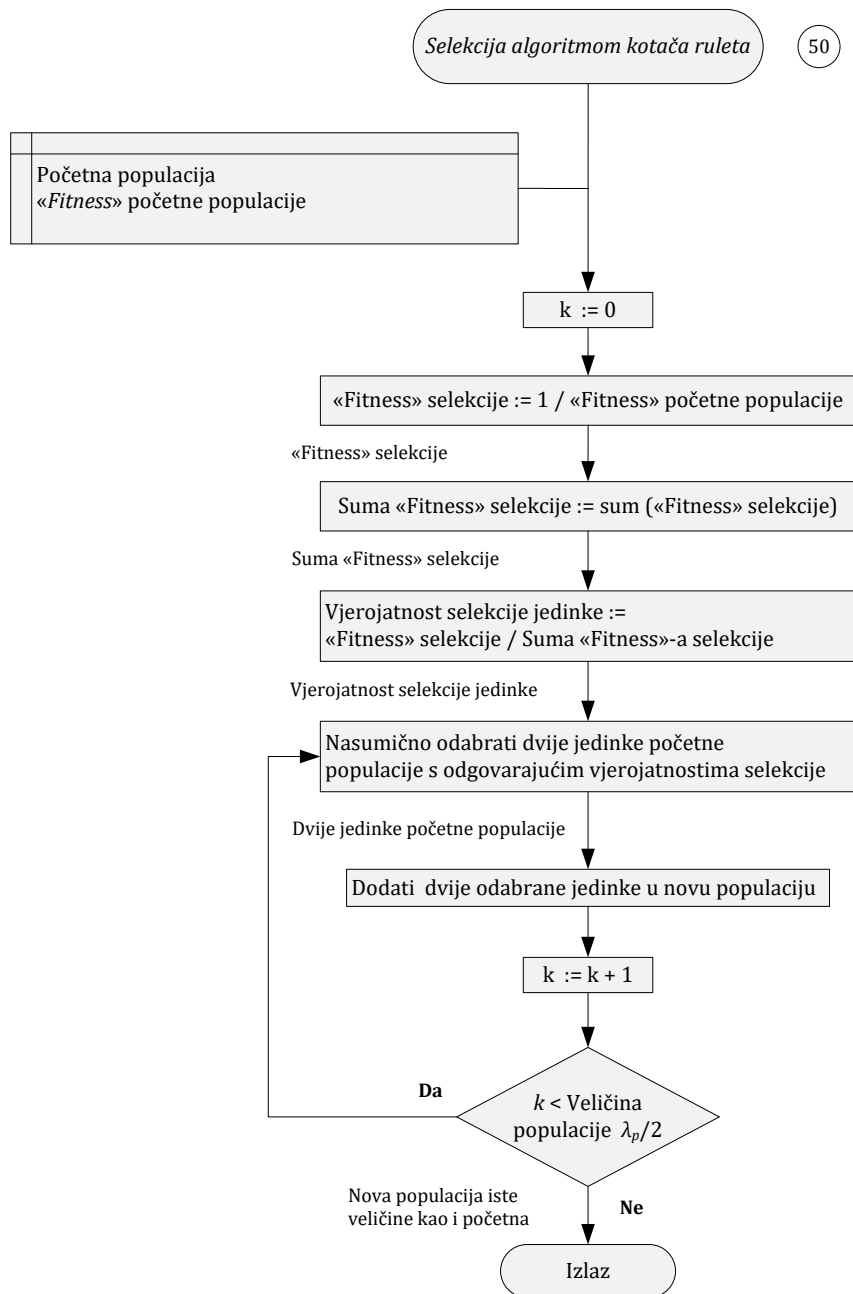 Selekcija algoritmom kotača ruleta
50
Početna populacija
«Fitness» početne populacije
k := 0
«Fitness» selekcije := 1 / «Fitness» početne populacije
«Fitness» selekcije
Suma «Fitness» selekcije := sum («Fitness» selekcije)
Suma «Fitness» selekcije
Vjerojatnost selekcije jedinke :=
«Fitness» selekcije / Suma «Fitness»-a selekcije
Vjerojatnost selekcije jedinke
Nasumično odabrati dvije jedinke početne
populacije s odgovarajućim vjerojatnostima selekcije
Dvije jedinke početne populacije
Dodati dvije odabrane jedinke u novu populaciju
k := k + 1
Da
k < Veličina
populacije λp/2
Nova populacija iste
veličine kao i početna
Ne
Izlaz